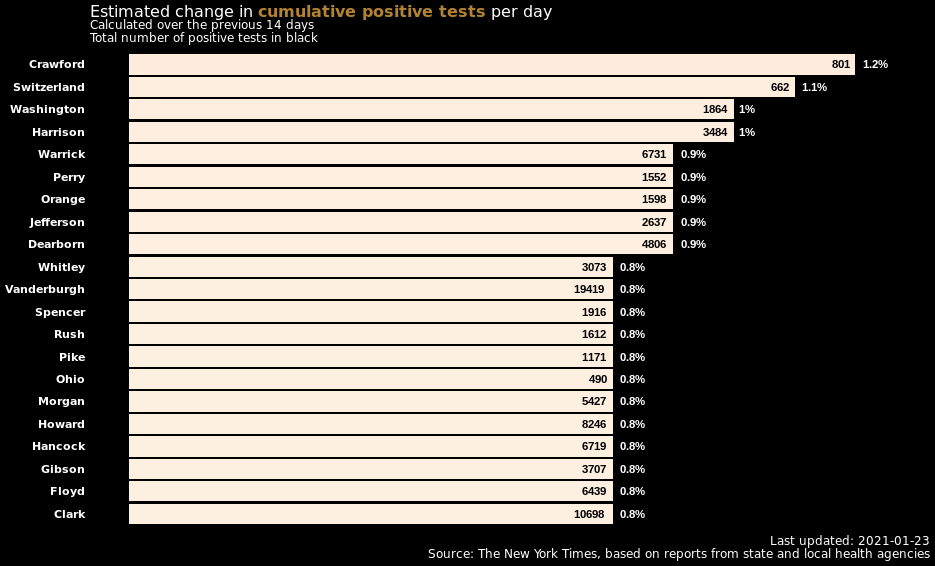 Estimated change in cumulative positive tests per day
Calculated over the previous 14 days
Total number of positive tests in black
Crawford 801 1.2%
Switzerland 662 1.1%
Washington 1864 1%
Harrison 3484 1%
Warrick 6731 0.9%
Perry 1552 0.9%
Orange 1598 0.9%
Jefferson 2637 0.9%
Dearborn 4806 0.9%
Whitley 3073 0.8%
Vanderburgh 19419 0.8%
Spencer 1916 0.8%
Rush 1612 0.8%
Pike 1171 0.8%
Ohio 490 0.8%
Morgan 5427 0.8%
Howard 8246 0.8%
Hancock 6719 0.8%
Gibson 3707 0.8%
Floyd 6439 0.8%
Clark 10698 0.8%
Last updated: 2021-01-23
Source: The New York Times, based on reports from state and local health agencies